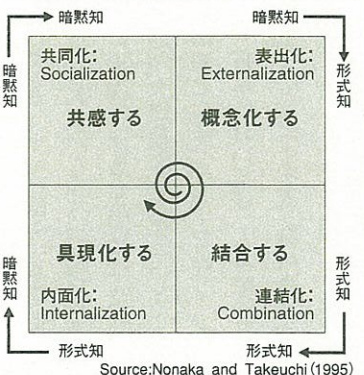 暗黙知
暗黙知
暗黙知
形式知
共同化:
Socialization
共感する
表出化:
Externalization
概念化する
具現化する
内面化:
Internalization
結合する
連結化:
Combination
暗黙知
形式知
形式知
形式知
Source:Nonaka and Takeuchi(1995)